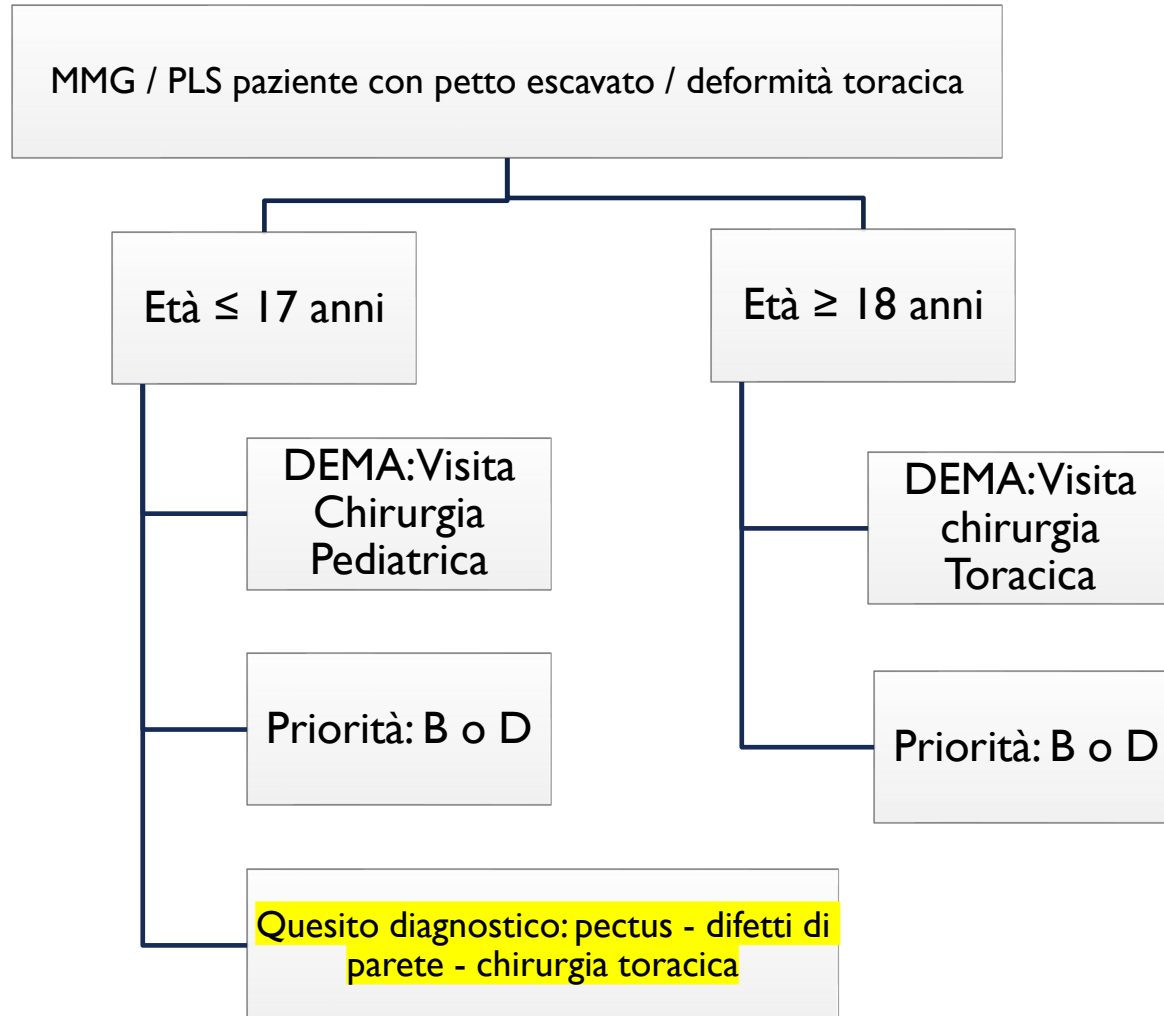 MMG / PLS paziente con petto escavato / deformità toracica
Età ≤ 17 anni
Età ≥ 18 anni
DEMA: Visita
Chirurgia
Pediatrica
DEMA: Visita
chirurgia
Toracica
Priorità: B o D
Priorità: B o D
Quesito diagnostico: pectus - difetti di
parete - chirurgia toracica